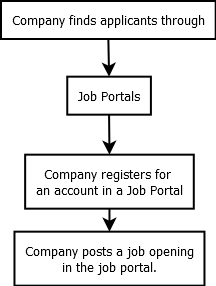 Company finds applicants through
Job Portals
Company registers for
an account in a Job Portal
Company posts a job opening
in the job portal.